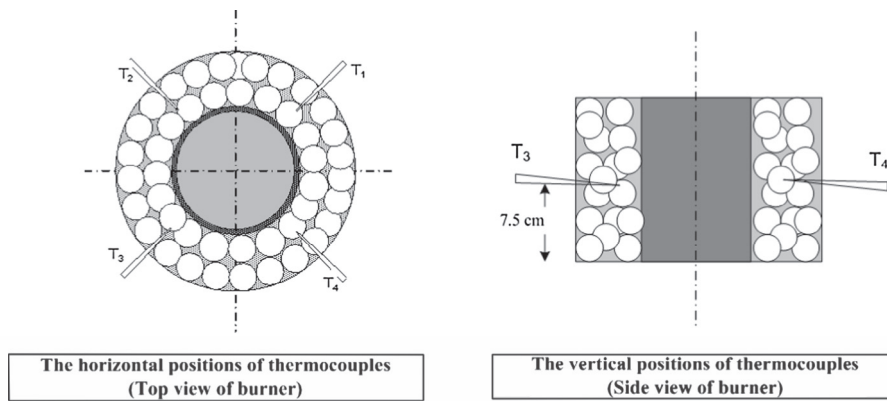 T2
T1
T3
T4
The horizontal positions of thermocouples
(Top view of burner)
T3
T4
7.5 cm
The vertical positions of thermocouples
(Side view of burner)